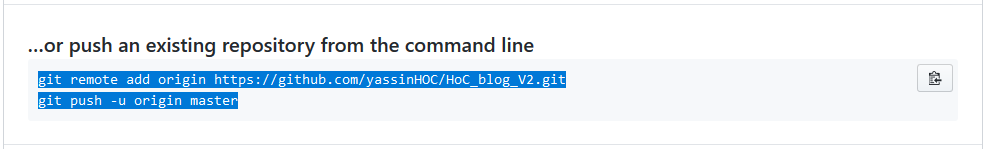 ...or push an existing repository from the command line
git remote add origin https://github.com/yassinHOC/HoC_blog_V2.git
git push -u origin master